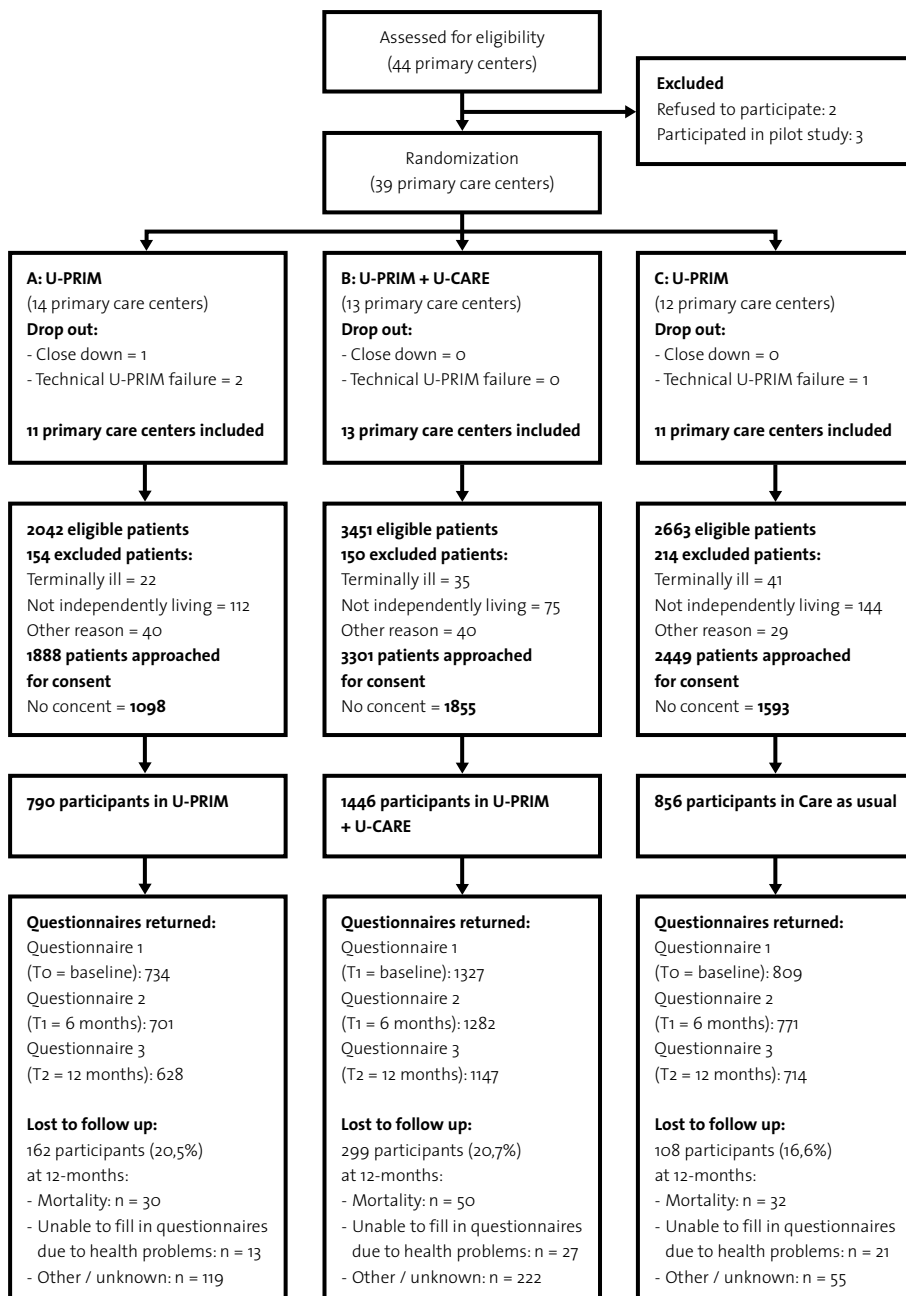 Assessed for eligibility
(44 primary centers)
Excluded
Refused to participate: 2
Participated in pilot study: 3
Randomization
(39 primary care centers)
A: U-PRIM
(14 primary care centers)
Drop out:
- Close down = 1
- Technical U-PRIM failure = 2
11 primary care centers included
B: U-PRIM + U-CARE
(13 primary care centers)
Drop out:
- Close down = 0
- Technical U-PRIM failure = 0
13 primary care centers included
C: U-PRIM
(12 primary care centers)
Drop out:
- Close down = 0
- Technical U-PRIM failure = 1
11 primary care centers included
2042 eligible patients
154 excluded patients:
Terminally ill = 22
Not independently living = 112
Other reason = 40
1888 patients approached
for consent
No concent = 1098
3451 eligible patients
150 excluded patients:
Terminally ill = 35
Not independently living = 75
Other reason = 40
3301 patients approached
for consent
No concent = 1855
2663 eligible patients
214 excluded patients:
Terminally ill = 41
Not independently living = 144
Other reason = 29
2449 patients approached
for consent
No concent = 1593
790 participants in U-PRIM
1446 participants in U-PRIM
+ U-CARE
856 participants in Care as usual
Questionnaires returned:
Questionnaire 1
(T0 = baseline): 734
Questionnaire 2
(T1 = 6 months): 701
Questionnaire 3
(T2 = 12 months): 628
Lost to follow up:
162 participants (20,5%)
at 12-months:
- Mortality: n = 30
- Unable to fill in questionnaires
due to health problems: n = 13
- Other / unknown: n = 119
Questionnaires returned:
Questionnaire 1
(T1 = baseline): 1327
Questionnaire 2
(T1 = 6 months): 1282
Questionnaire 3
(T2 = 12 months): 1147
Lost to follow up:
299 participants (20,7%)
at 12-months:
- Mortality: n = 50
- Unable to fill in questionnaires
due to health problems: n = 27
- Other / unknown: n = 222
Questionnaires returned:
Questionnaire 1
(T0 = baseline): 809
Questionnaire 2
(T1 = 6 months): 771
Questionnaire 3
(T2 = 12 months): 714
Lost to follow up:
108 participants (16,6%)
at 12-months:
- Mortality: n = 32
- Unable to fill in questionnaires
due to health problems: n = 21
- Other / unknown: n = 55